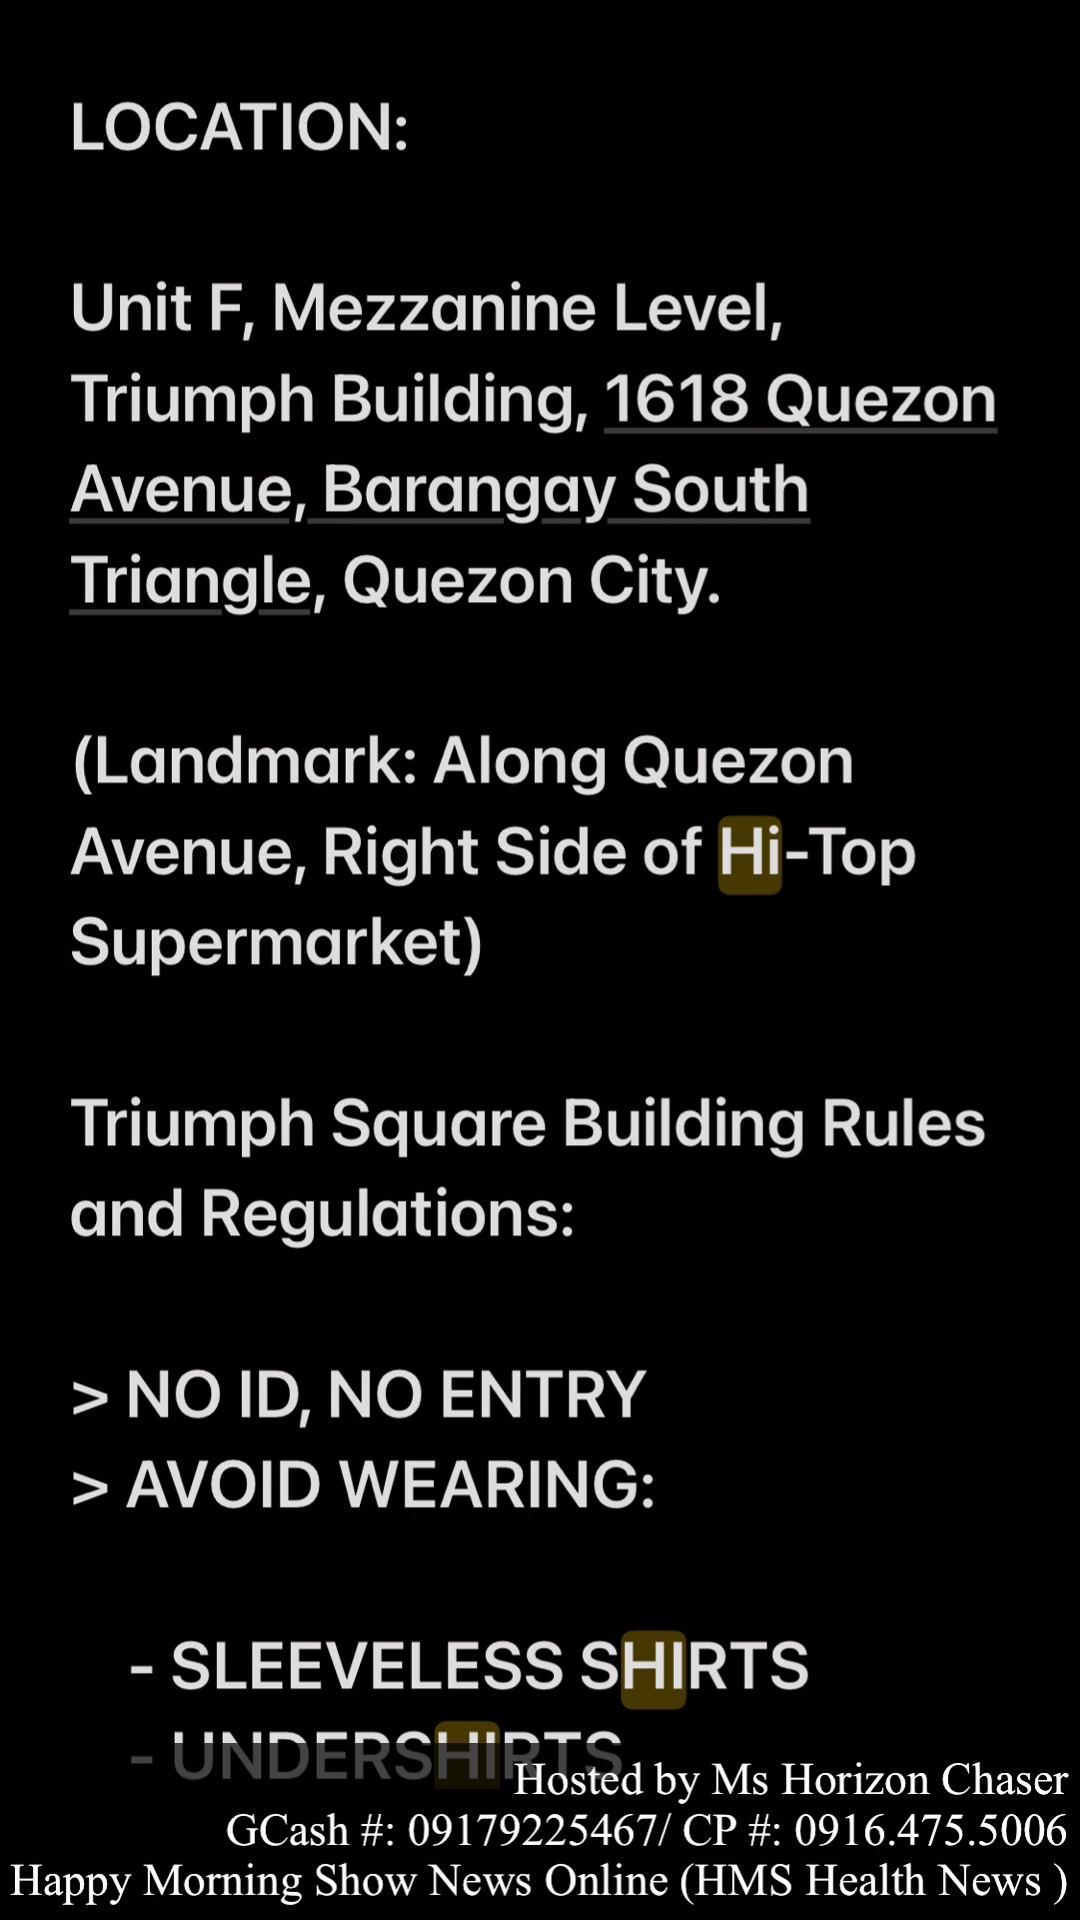 LOCATION:
Unit F, Mezzanine Level,
Triumph Building, 1618 Quezon
Avenue, Barangay South
Triangle, Quezon City.
(Landmark: Along Quezon
Avenue, Right Side of Hi-Top
Supermarket)
Triumph Square Building Rules
and Regulations:
> NO ID, NO ENTRY
> AVOID WEARING:
- SLEEVELESS SHIRTS
- UNDERSHIRTS
Hosted by Ms Horizon Chaser
GCash #: 09179225467/ CP #: 0916.475.5006
Happy Morning Show News Online (HMS Health News )